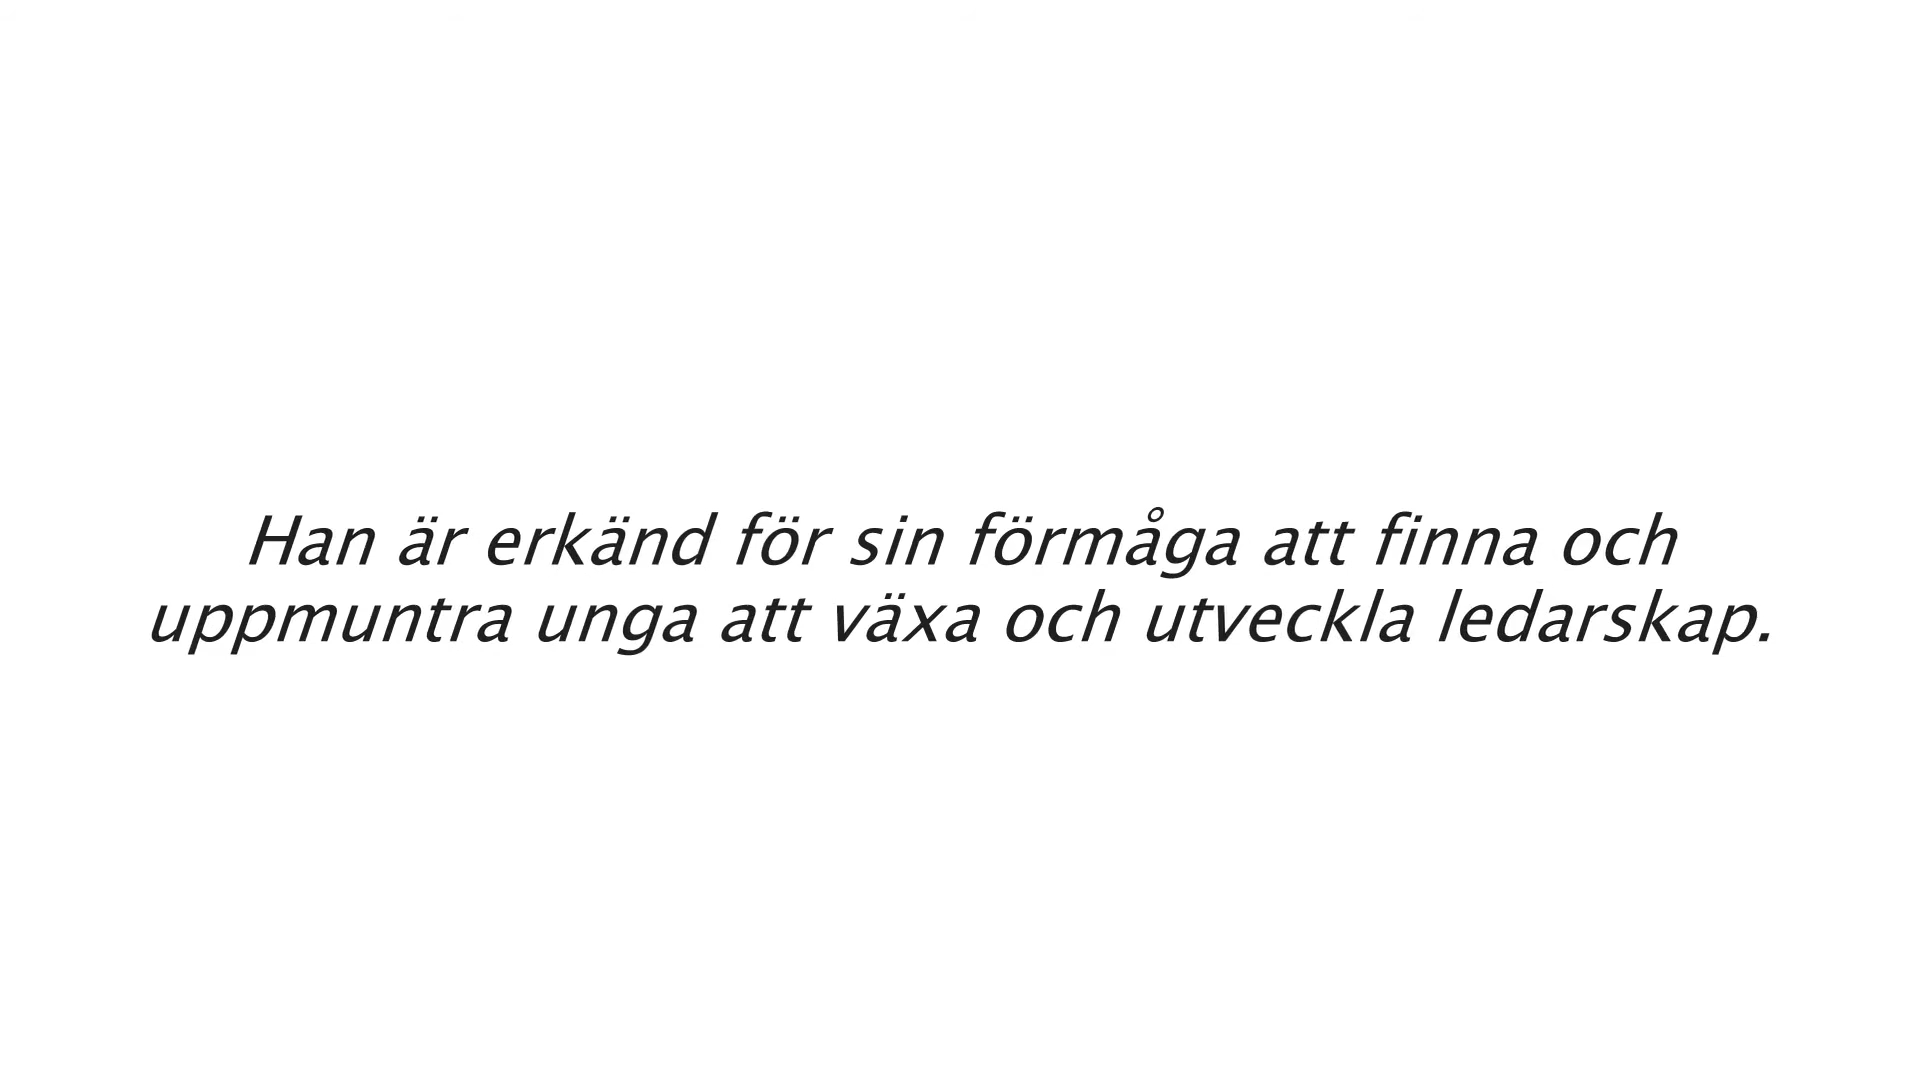 Han är erkänd för sin förmåga att finna och
uppmuntra unga att växa och utveckla ledarskap.